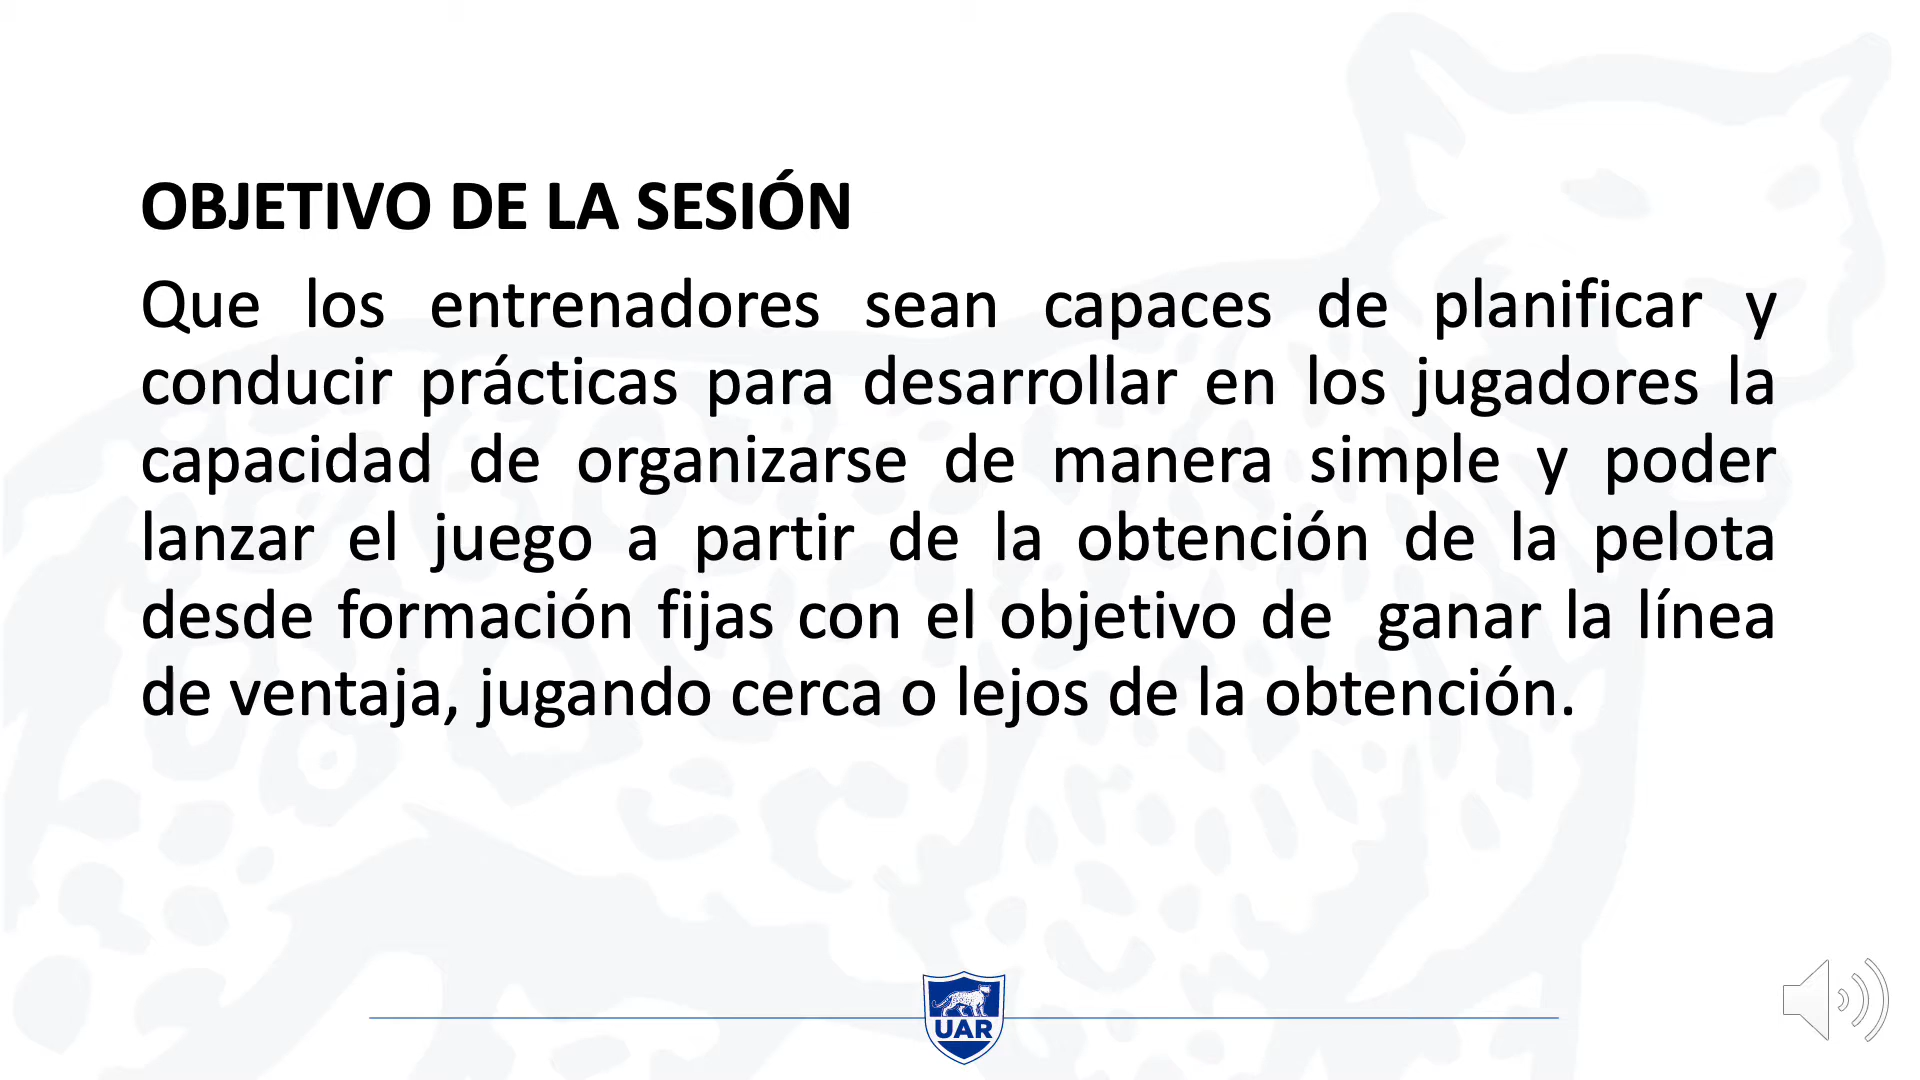 OBJETIVO DE LA SESIÓN
Que los entrenadores sean capaces de planificar y
conducir prácticas para desarrollar en los jugadores la
capacidad de organizarse de manera simple y poder
lanzar el juego a partir de la obtención de la pelota
desde formación fijas con el objetivo de  ganar la línea
de ventaja, jugando cerca o lejos de la obtención.
UAR